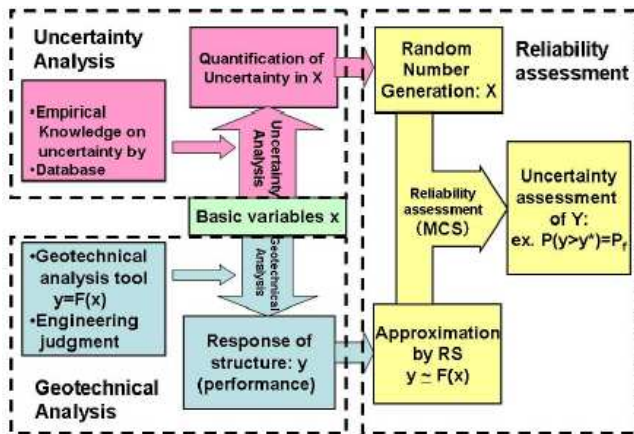 Uncertainty
Analysis
Quantification of
Uncertainty in X
•Empirical
Knowledge on
uncertainty by
•Database
Uncertainty
Analysis
Basic variables x
Geotechnical
Analysis
•Geotechnical
analysis tool
y=F(x)
•Engineering
judgment
Response of
structure: y
(performance)
Geotechnical
Analysis
Random
Number
Generation: X
Reliability
assessment
Reliability
assessment
(MCS)
Uncertainty
assessment
of Y:
ex. P(y>y*)=Pf
Approximation
by RS
y ≃ F(x)